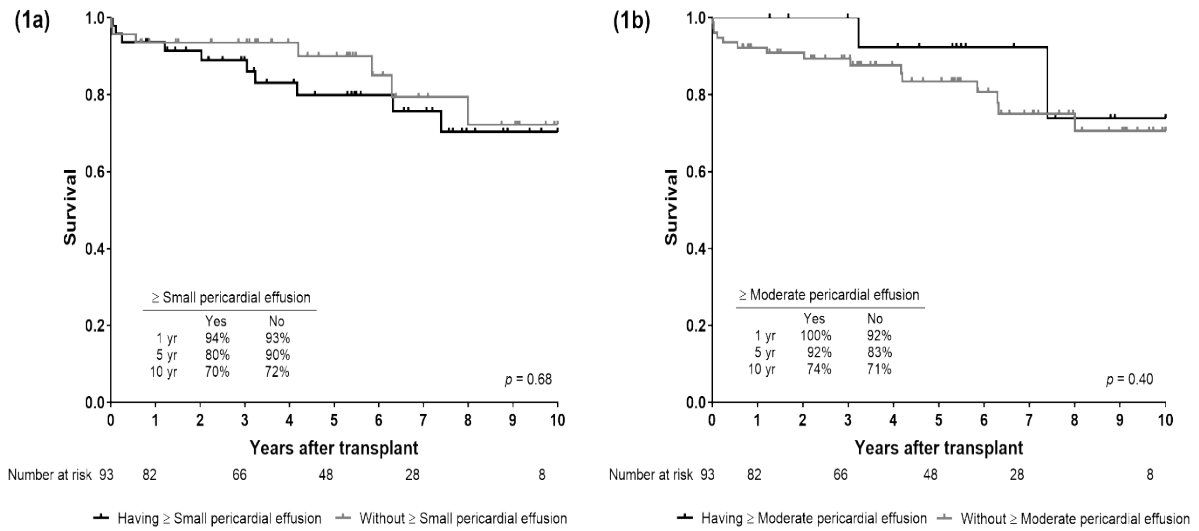 (1a)
1.0
0.8
0.6
0.4
0.2
0.0
Survival
≥ Small pericardial effusion
Yes No
1 yr 94% 93%
5 yr 80% 90%
10 yr 70% 72%
p = 0.68
0 1 2 3 4 5 6 7 8 9 10
Years after transplant
Number at risk 93 82 66 48 28 8
Having ≥ Small pericardial effusion Without ≥ Small pericardial effusion
(1b)
1.0
0.8
0.6
0.4
0.2
0.0
Survival
≥ Moderate pericardial effusion
Yes No
1 yr 100% 92%
5 yr 92% 83%
10 yr 74% 71%
p = 0.40
0 1 2 3 4 5 6 7 8 9 10
Years after transplant
Number at risk 93 82 66 48 28 8
Having ≥ Moderate pericardial effusion Without ≥ Moderate pericardial effusion